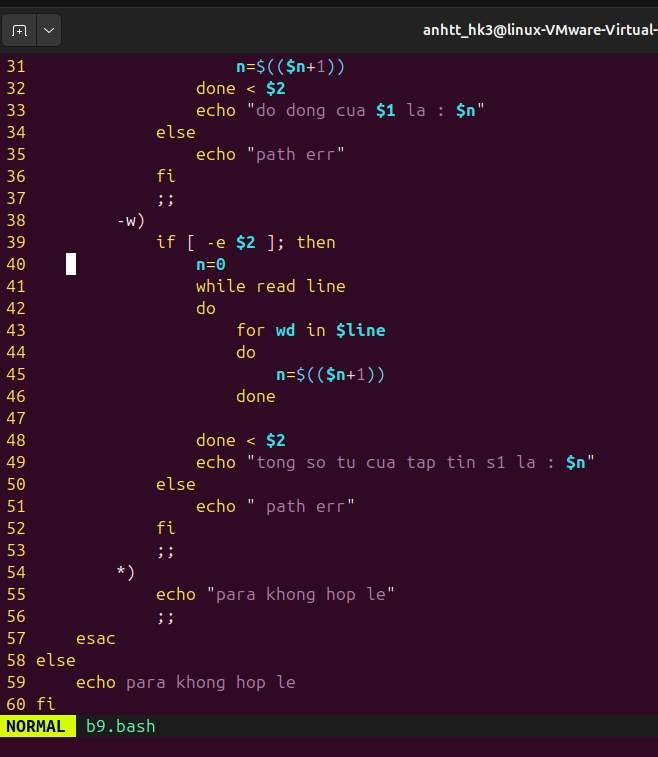 anhtt_hk3@linux-VMware-Virtual-
31                     n=$(($n+1))
32                 done < $2
33                 echo "do dong cua $1 la : $n"
34             else
35                 echo "path err"
36             fi
37             ;;
38         -w)
39             if [ -e $2 ]; then
40                 n=0
41                 while read line
42                 do
43                     for wd in $line
44                     do
45                         n=$(($n+1))
46                     done
47
48                 done < $2
49                 echo "tong so tu cua tap tin s1 la : $n"
50             else
51                 echo " path err"
52             fi
53             ;;
54         *)
55             echo "para khong hop le"
56             ;;
57     esac
58 else
59     echo para khong hop le
60 fi
NORMAL b9.bash